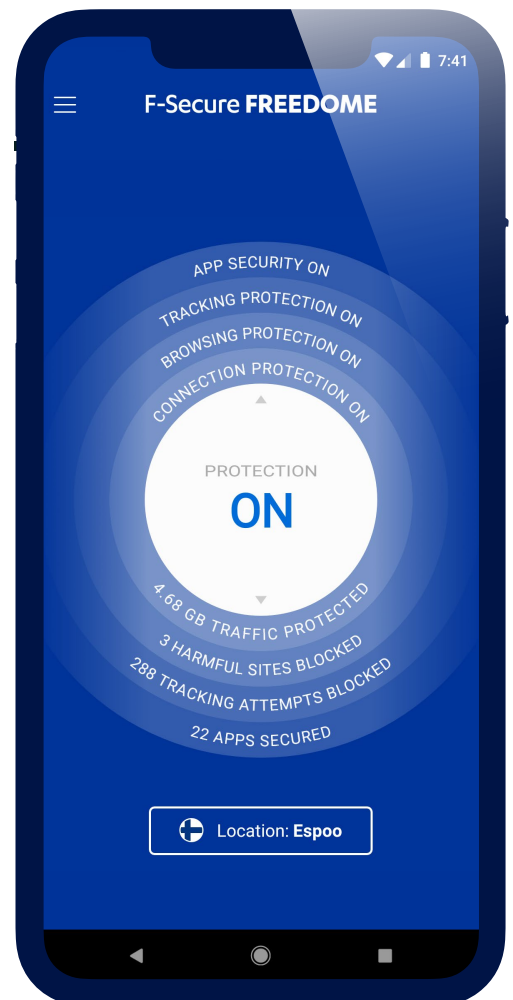 7:41
F-Secure FREEDOME
APP SECURITY ON
TRACKING PROTECTION ON
BROWSING PROTECTION ON
CONNECTION PROTECTION ON
PROTECTION
ON
4.68 GB TRAFFIC PROTECTED
3 HARMFUL SITES BLOCKED
288 TRACKING ATTEMPTS BLOCKED
22 APPS SECURED
Location: Espoo